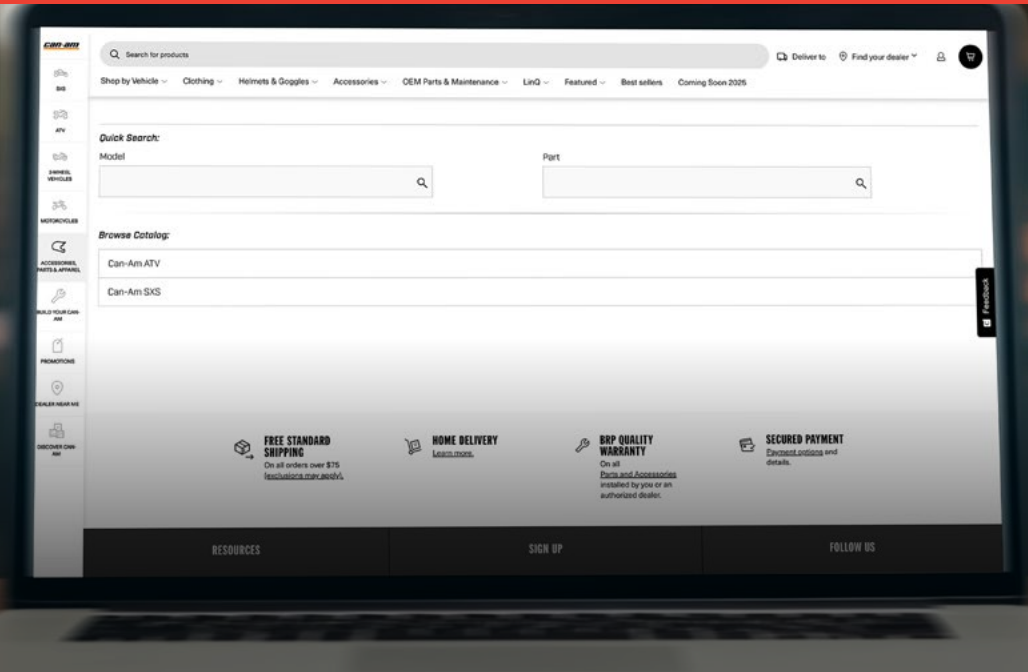 can-am
Search for products
Deliver to
Find your dealer
Shop by Vehicle
Clothing
Helmets & Goggles
Accessories
OEM Parts & Maintenance
LinQ
Featured
Best sellers
Coming Soon 2025
SXS
ATV
3-WHEEL
VEHICLES
MOTORCYCLES
ACCESSORIES,
PARTS & APPAREL
BUILD YOUR CAN-
AM
PROMOTIONS
DEALER NEAR ME
DISCOVER CAN-
AM
Quick Search:
Model
Part
Browse Catalog:
Can-Am ATV
Can-Am SXS
Feedback
FREE STANDARD
SHIPPING
On all orders over $75
(exclusions may apply).
HOME DELIVERY
Learn more.
BRP QUALITY
WARRANTY
On all
Parts and Accessories
installed by you or an
authorized dealer.
SECURED PAYMENT
Payment options and
details.
RESOURCES
SIGN UP
FOLLOW US